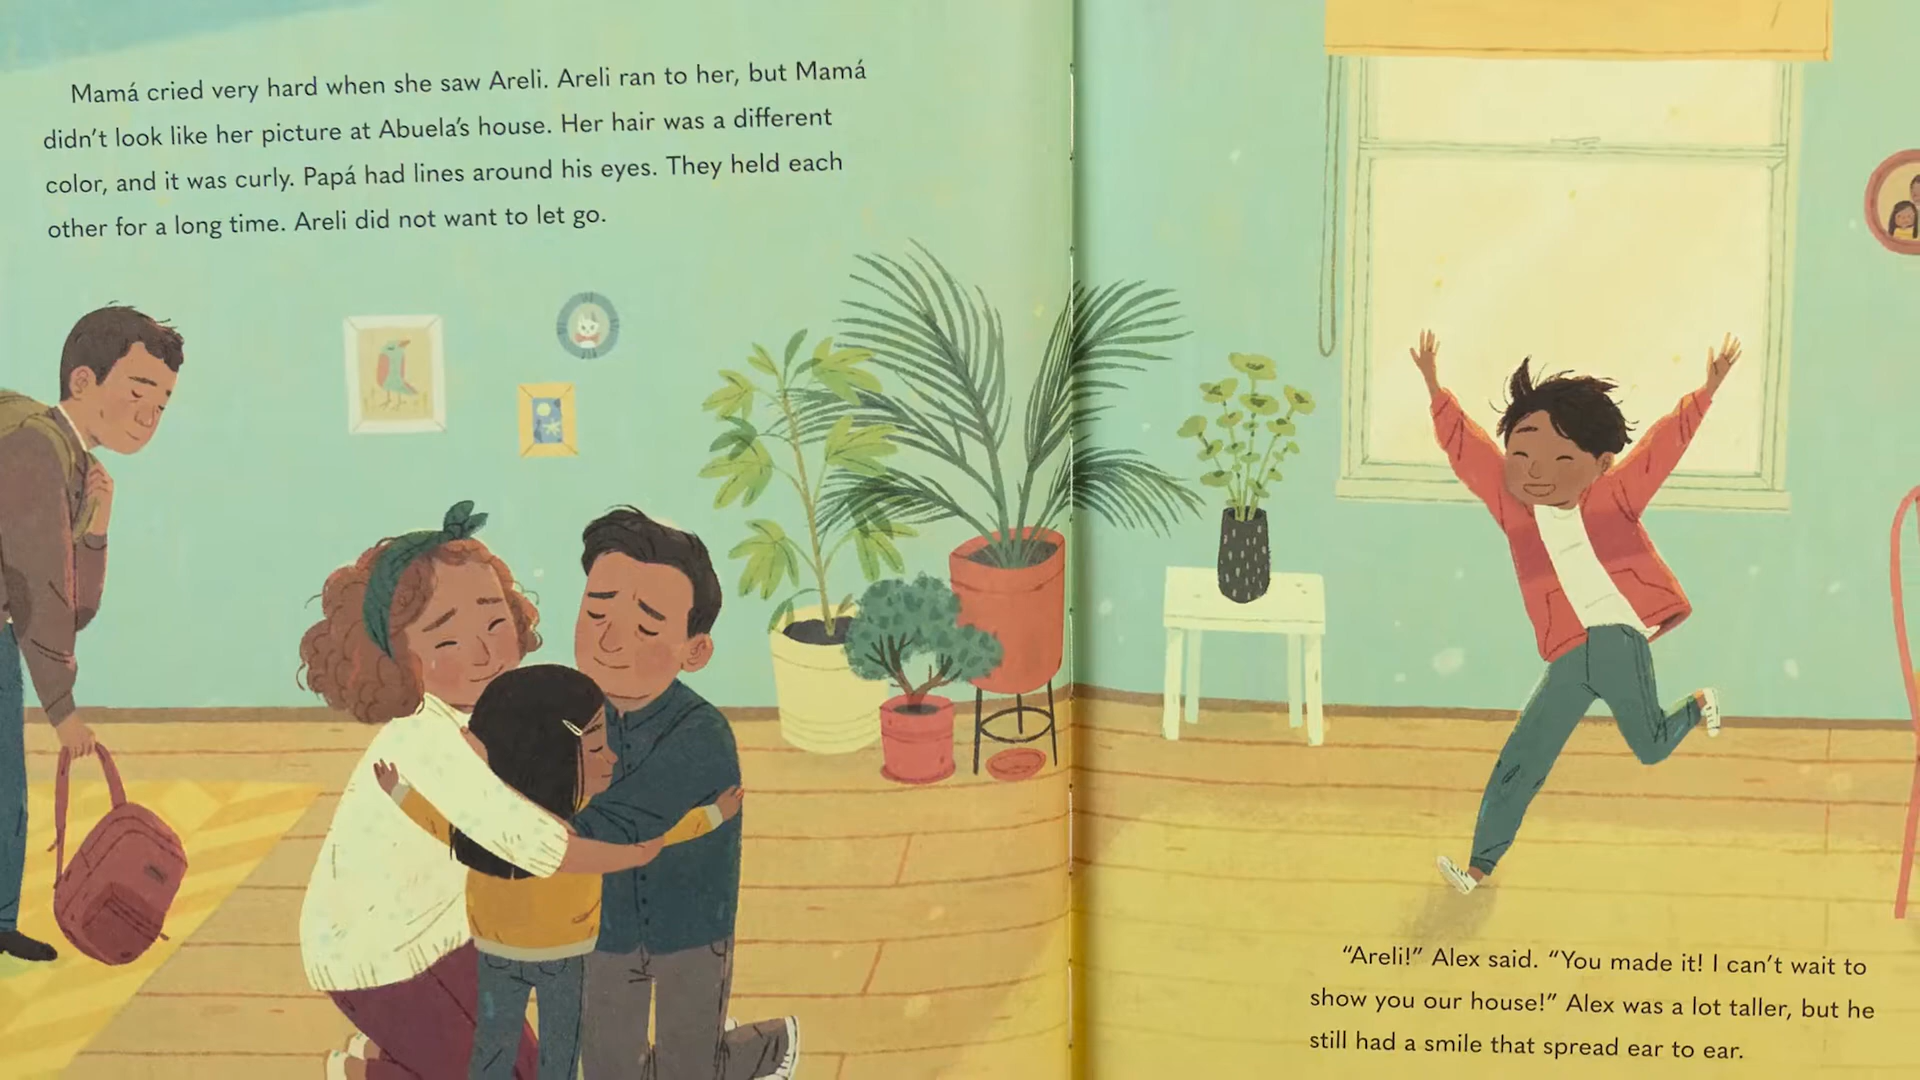 Mamá cried very hard when she saw Areli. Areli ran to her, but Mamá
didn’t look like her picture at Abuela’s house. Her hair was a different
color, and it was curly. Papá had lines around his eyes. They held each
other for a long time. Areli did not want to let go.
“Areli!” Alex said. “You made it! I can’t wait to
show you our house!” Alex was a lot taller, but he
still had a smile that spread ear to ear.